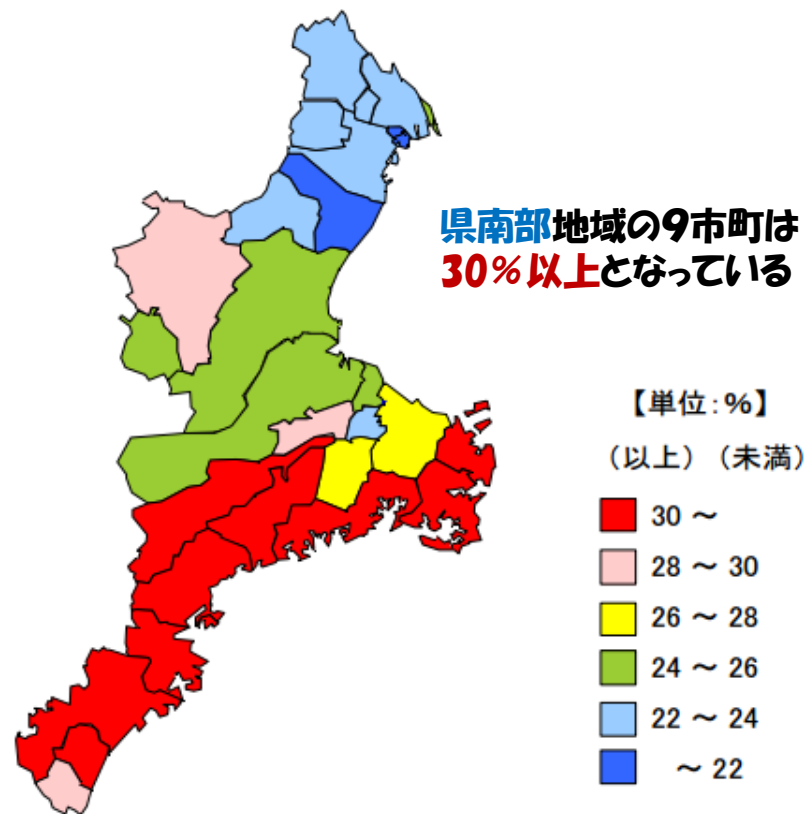 県南部地域の9市町は
30％以上となっている
【単位：％】
（以上）（未満）
30 ～
28 ～ 30
26 ～ 28
24 ～ 26
22 ～ 24
～ 22